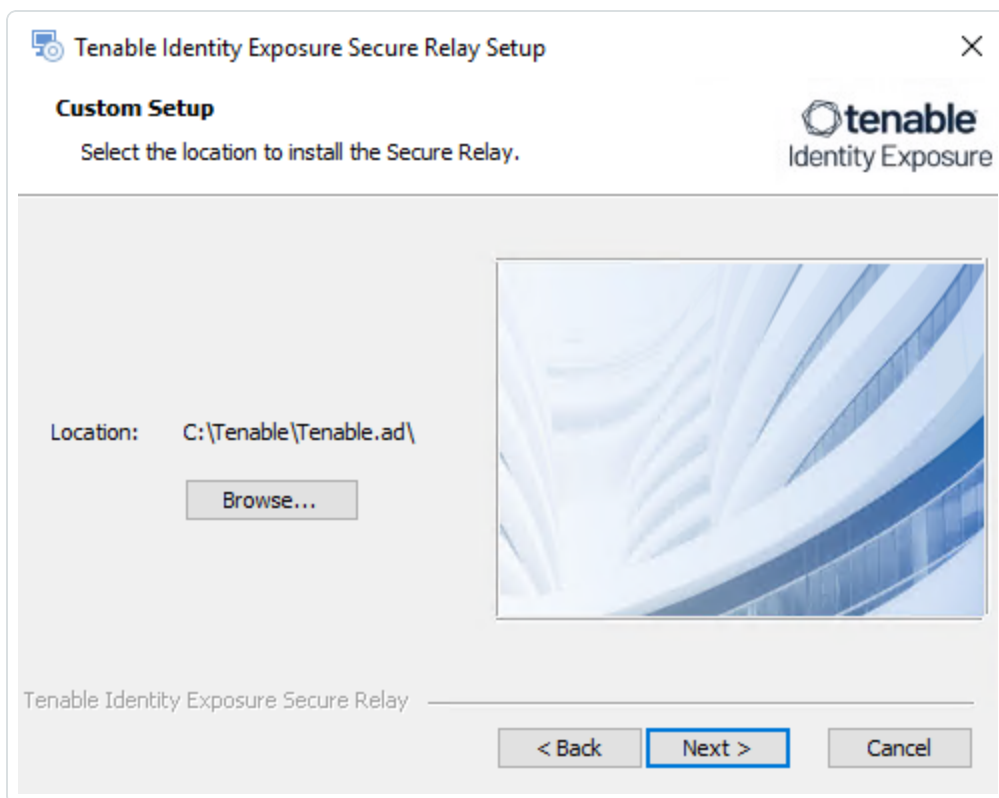 Tenable Identity Exposure Secure Relay Setup
Custom Setup
Select the location to install the Secure Relay.
tenable
Identity Exposure
Location: C:\Tenable\Tenable.ad\
Browse...
Tenable Identity Exposure Secure Relay
< Back Next > Cancel